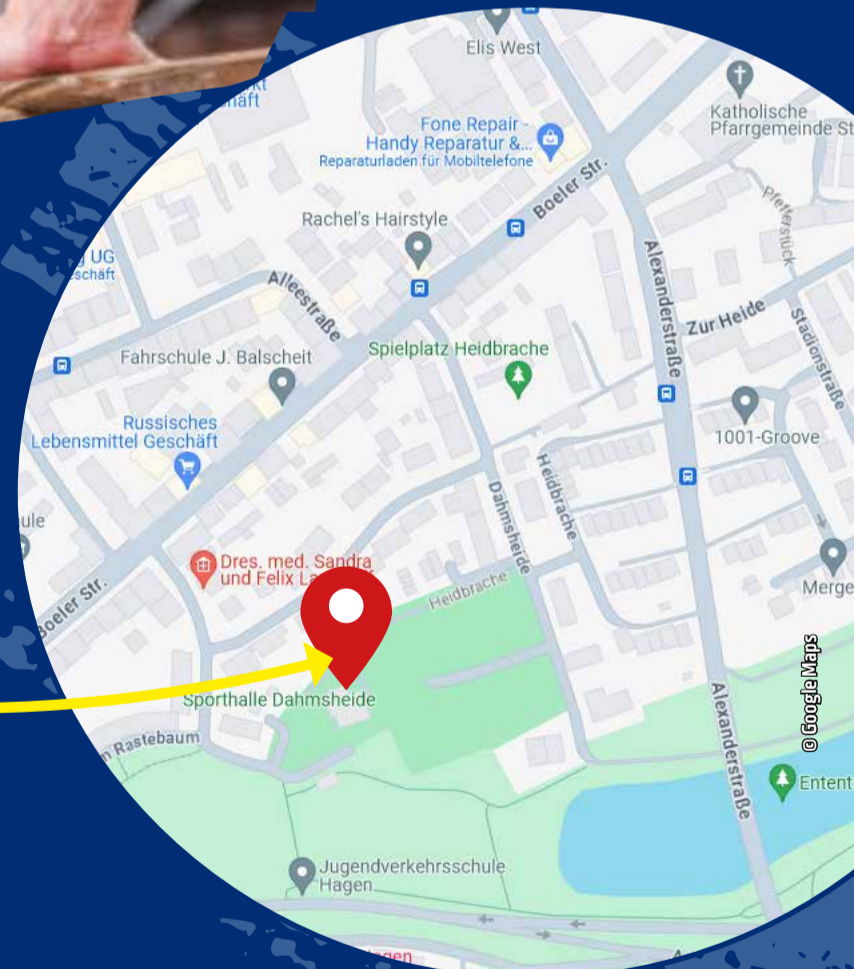 Elis West
Katholische
Pfarrgemeinde St
Fone Repair -
Handy Reparatur &...
Reparaturladen für Mobiltelefone
Boeler Str.
Pfefferstück
Rachel's Hairstyle
UG
Alleestraße
Alexanderstraße
Zur Heide
Stadionstraße
Spielplatz Heidbrache
Fahrschule J. Balscheit
Russisches
Lebensmittel Geschäft
1001-Groove
Heidbrache
Dahmsheide
Dres. med. Sandra
und Felix
Heidbrache
Boeler Str.
Merge
Sporthalle Dahmsheide
Rastebaum
© Google Maps
Alexanderstraße
Entent
Jugendverkehrsschule
Hagen